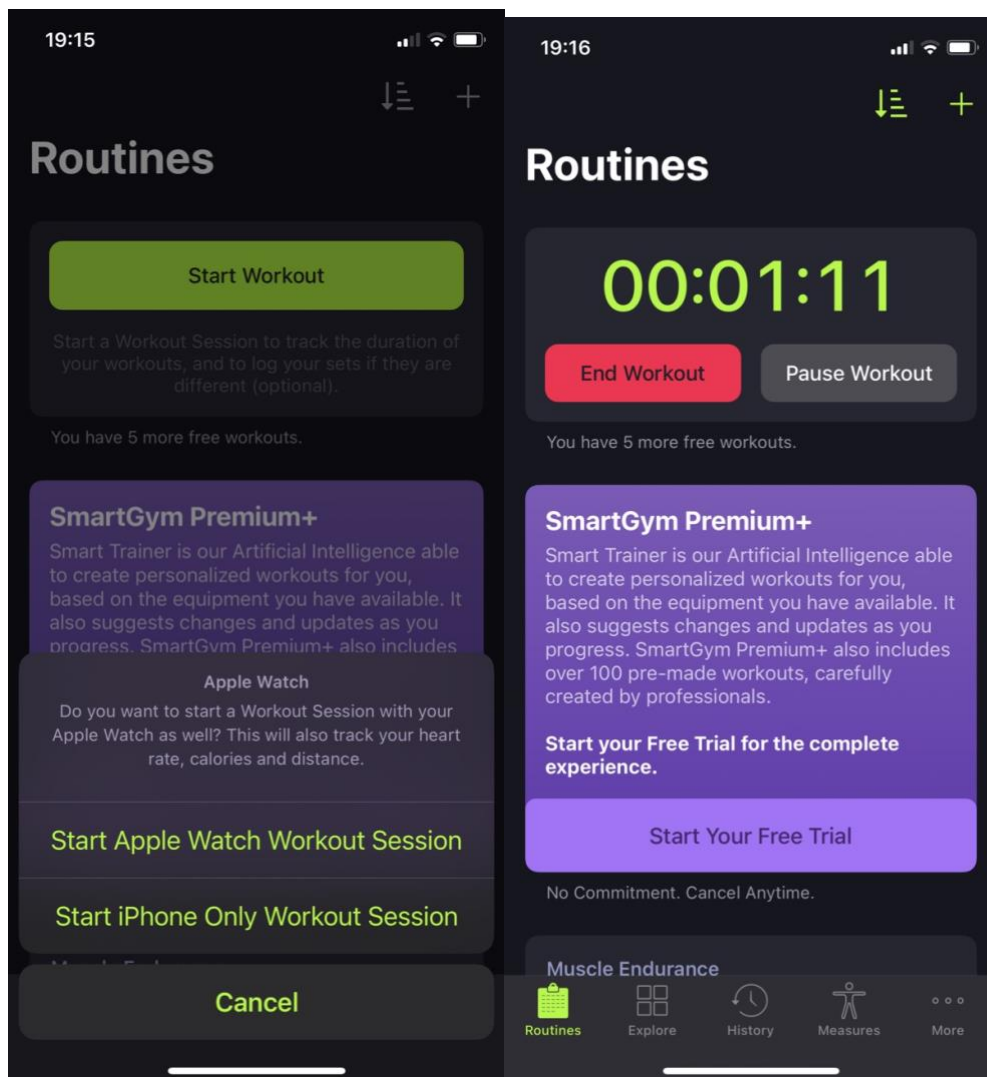 19:15
Routines
Start Workout
Start a Workout Session to track the duration of
your workouts, and to log your sets if they are
different (optional).
You have 5 more free workouts.
SmartGym Premium+
Smart Trainer is our Artificial Intelligence able
to create personalized workouts for you,
based on the equipment you have available. It
also suggests changes and updates as you
progress. SmartGym Premium+ also includes
Apple Watch
Do you want to start a Workout Session with your
Apple Watch as well? This will also track your heart
rate, calories and distance.
Start Apple Watch Workout Session
Start iPhone Only Workout Session
Cancel
19:16
Routines
00:01:11
End Workout
Pause Workout
You have 5 more free workouts.
SmartGym Premium+
Smart Trainer is our Artificial Intelligence able
to create personalized workouts for you,
based on the equipment you have available. It
also suggests changes and updates as you
progress. SmartGym Premium+ also includes
over 100 pre-made workouts, carefully
created by professionals.
Start your Free Trial for the complete
experience.
Start Your Free Trial
No Commitment. Cancel Anytime.
Muscle Endurance
Routines
Explore
History
Measures
More